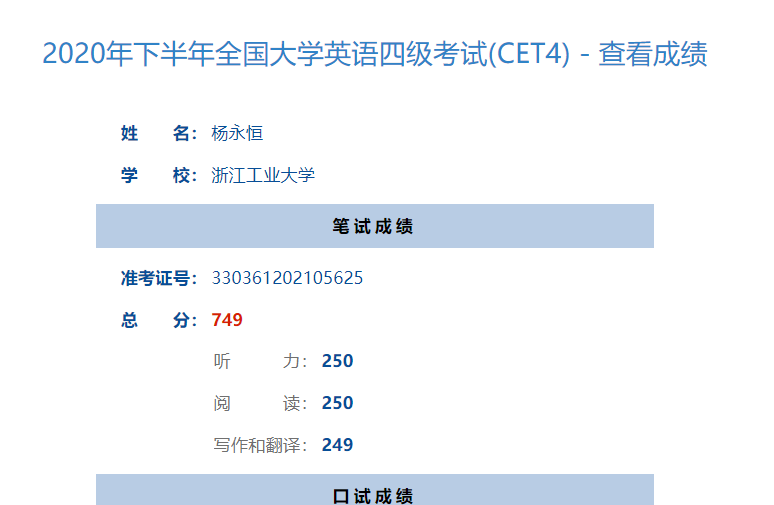 2020年下半年全国大学英语四级考试(CET4) - 查看成绩
姓 名： 杨永恒
学 校： 浙江工业大学
笔试成绩
准考证号： 330361202105625
总 分： 749
听 力： 250
阅 读： 250
写作和翻译： 249
口试成绩